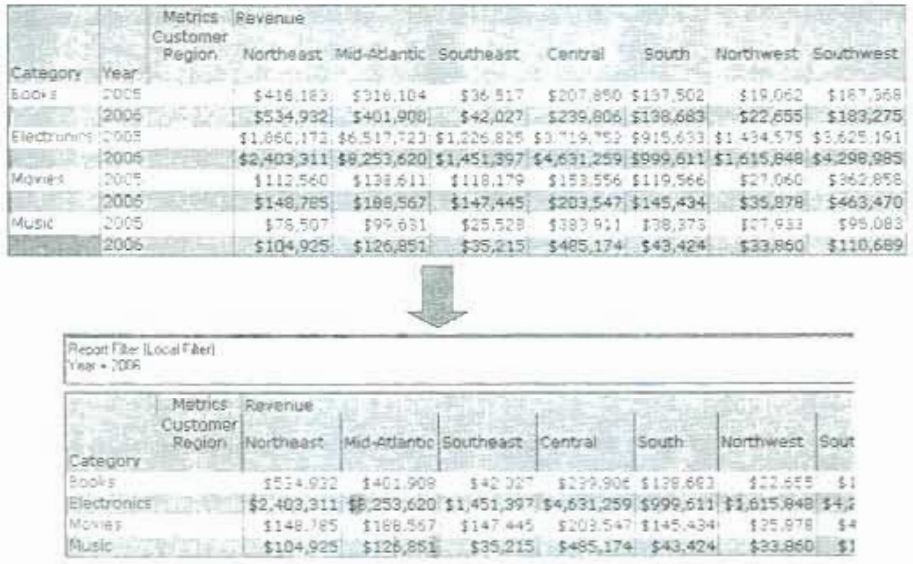 Metrics Revenue
Customer
Region Northeast Mid-Atlantic Southeast Central South Northwest Southwest
Category Year
Books 2005 $416,183 $316,104 $36,517 $207,850 $137,502 $19,062 $167,368
2006 $534,932 $401,908 $42,027 $239,806 $138,683 $22,655 $183,275
Electronics 2005 $1,860,172 $6,517,723 $1,226,825 $3,719,752 $915,633 $1,434,575 $3,625,191
2006 $2,403,311 $8,253,620 $1,451,397 $4,631,259 $999,611 $1,615,848 $4,298,985
Movies 2005 $112,560 $138,611 $118,179 $153,556 $119,566 $27,060 $362,858
2006 $148,785 $188,567 $147,445 $203,547 $145,434 $35,878 $463,470
Music 2005 $78,507 $99,631 $25,528 $383,911 $38,373 $27,933 $95,083
2006 $104,925 $126,851 $35,215 $485,174 $43,424 $33,860 $110,689
Report Filter (Local Filter)
Year = 2006
Metrics Revenue
Customer
Region Northeast Mid-Atlantic Southeast Central South Northwest Sout
Category
Books $534,932 $401,908 $42,027 $239,806 $138,683 $22,655 $1
Electronics $2,403,311 $8,253,620 $1,451,397 $4,631,259 $999,611 $1,615,848 $4,2
Movies $148,785 $188,567 $147,445 $203,547 $145,434 $35,878 $4
Music $104,925 $126,851 $35,215 $485,174 $43,424 $33,860 $1